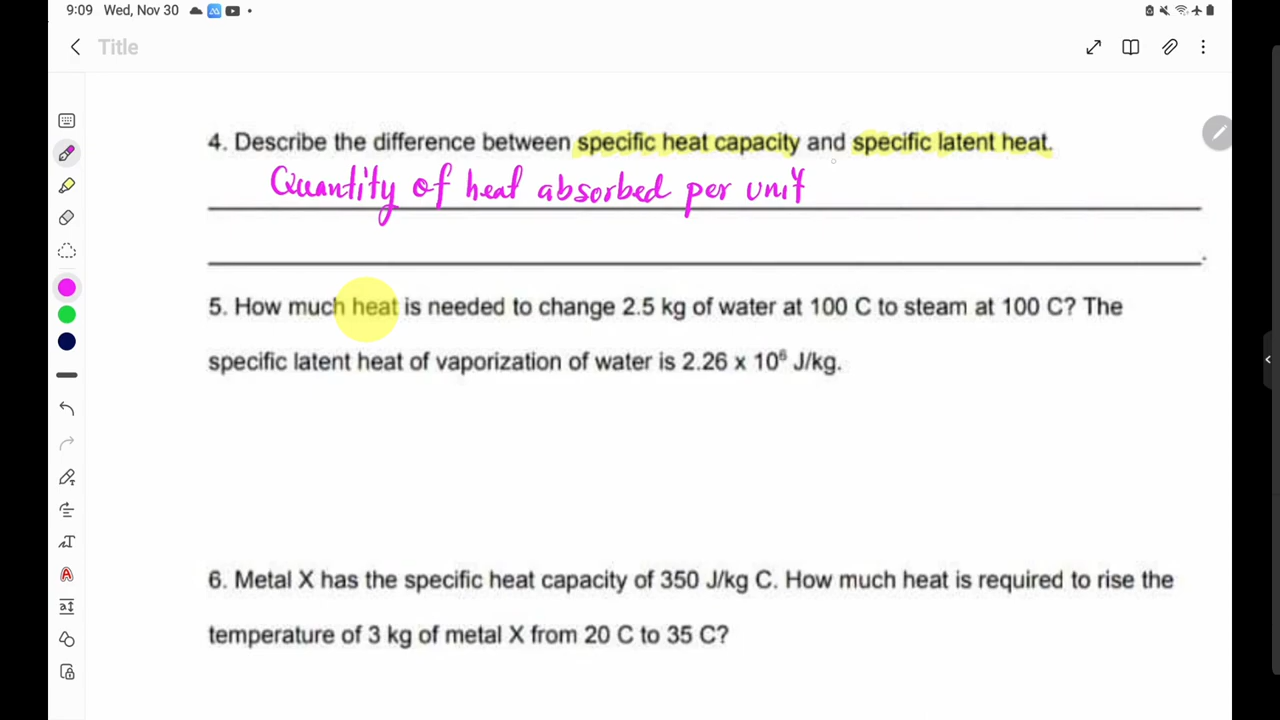 9:09 Wed, Nov 30
Title
4. Describe the difference between specific heat capacity and specific latent heat.
Quantity of heat absorbed per unit
5. How much heat is needed to change 2.5 kg of water at 100 C to steam at 100 C? The
specific latent heat of vaporization of water is 2.26 x 10⁶ J/kg.
6. Metal X has the specific heat capacity of 350 J/kg C. How much heat is required to rise the
temperature of 3 kg of metal X from 20 C to 35 C?